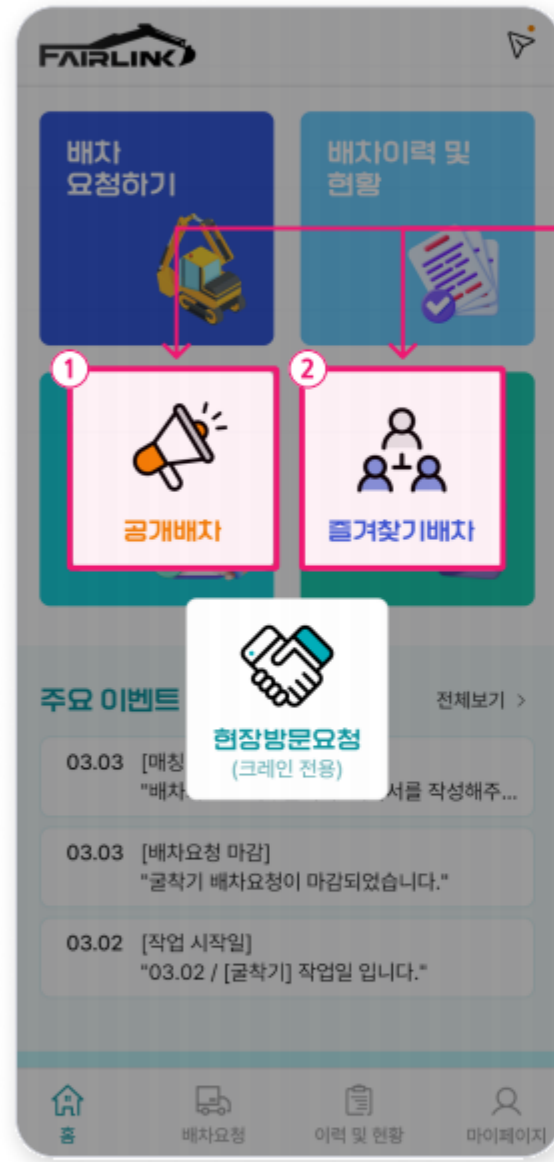 FAIRLINK
배차
요청하기
배차이력 및
현황
1
2
공개배차
즐겨찾기배차
현장방문요청
(크레인 전용)
주요 이벤트
전체보기 >
03.03 [매칭
"배차 서를 작성해주...
03.03 [배차요청 마감]
"굴착기 배차요청이 마감되었습니다."
03.02 [작업 시작일]
"03.02 / [굴착기] 작업일 입니다."
홈
배차요청
이력 및 현황
마이페이지